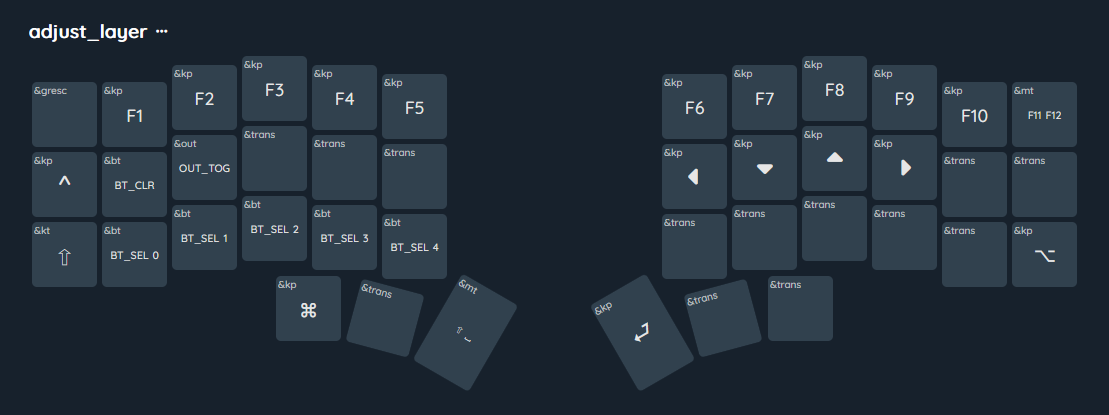 adjust_layer ···
&gresc &kp F1 &kp F2 &kp F3 &kp F4 &kp F5 &kp F6 &kp F7 &kp F8 &kp F9 &kp F10 &mt F11 F12
&kp ^ &bt BT_CLR &out OUT_TOG &trans &trans &trans &kp &kp &kp &kp &trans &trans
&kt ⇧ &bt BT_SEL 0 &bt BT_SEL 1 &bt BT_SEL 2 &bt BT_SEL 3 &bt BT_SEL 4 &trans &trans &trans &trans &trans &kp ⌥
&kp ⌘ &trans &mt ⇧ ⎵ &kp ⏎ &trans &trans